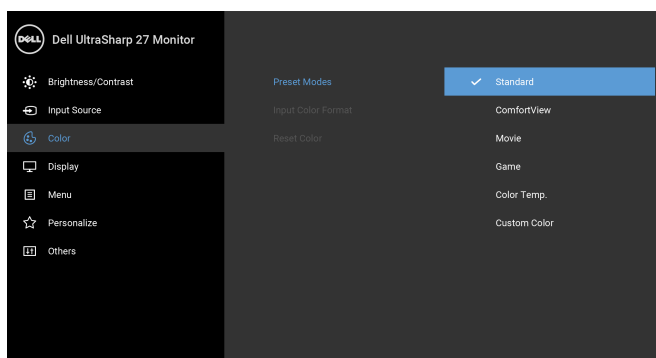 DELL Dell UltraSharp 27 Monitor
Brightness/Contrast
Input Source
Color
Display
Menu
Personalize
Others
Preset Modes
Input Color Format
Reset Color
Standard
ComfortView
Movie
Game
Color Temp.
Custom Color